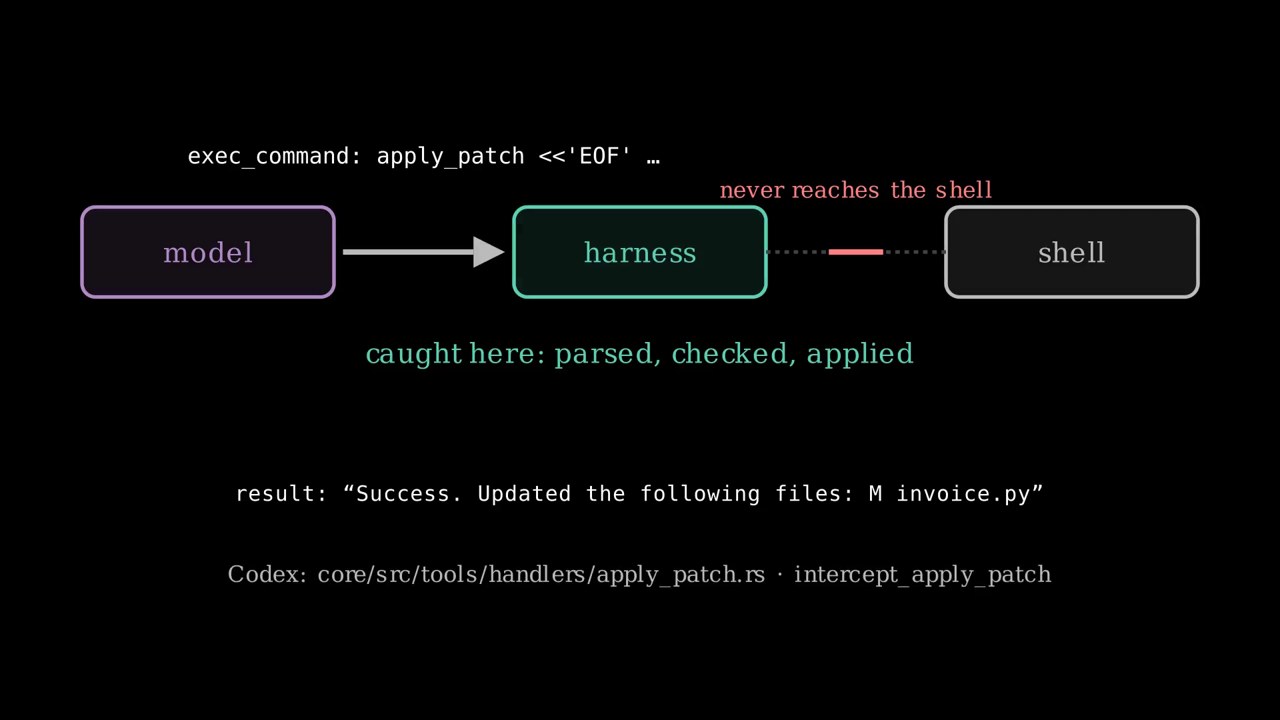 exec_command: apply_patch <<'EOF' …
never reaches the shell
model
harness
shell
caught here: parsed, checked, applied
result: “Success. Updated the following files: M invoice.py”
Codex: core/src/tools/handlers/apply_patch.rs · intercept_apply_patch